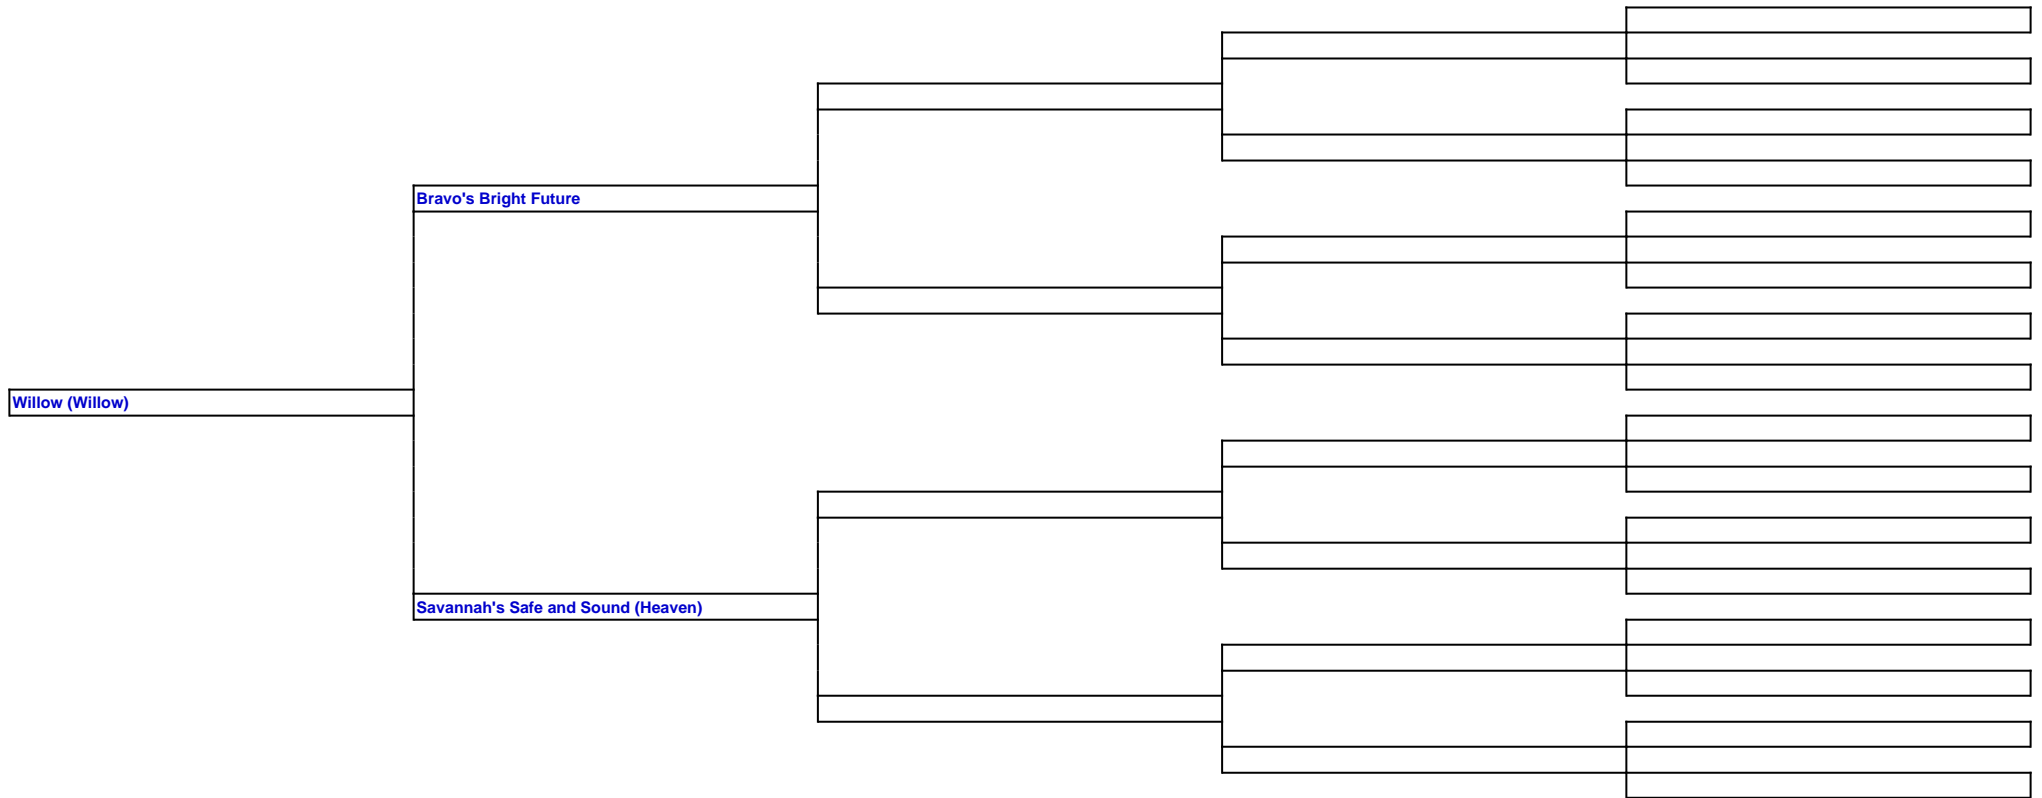 Bravo's Bright Future
Willow (Willow)
Savannah's Safe and Sound (Heaven)